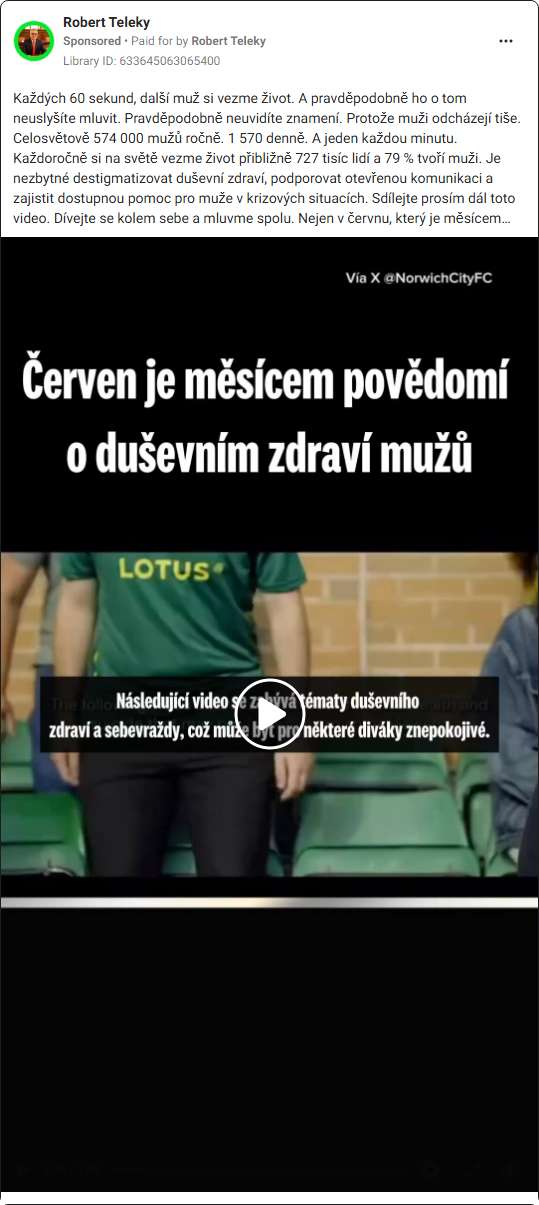 Robert Teleky
Sponsored • Paid for by Robert Teleky
Library ID: 633645063065400
Každých 60 sekund, další muž si vezme život. A pravděpodobně ho o tom
neuslyšíte mluvit. Pravděpodobně neuvidíte znamení. Protože muži odcházejí tiše.
Celosvětově 574 000 mužů ročně. 1 570 denně. A jeden každou minutu.
Každoročně si na světě vezme život přibližně 727 tisíc lidí a 79 % tvoří muži. Je
nezbytné destigmatizovat duševní zdraví, podporovat otevřenou komunikaci a
zajistit dostupnou pomoc pro muže v krizových situacích. Sdílejte prosím dál toto
video. Dívejte se kolem sebe a mluvme spolu. Nejen v červnu, který je měsícem…
Vía X @NorwichCityFC
Červen je měsícem povědomí
o duševním zdraví mužů
LOTUS
Následující video se zabývá tématy duševního
zdraví a sebevraždy, což může být pro některé diváky znepokojivé.